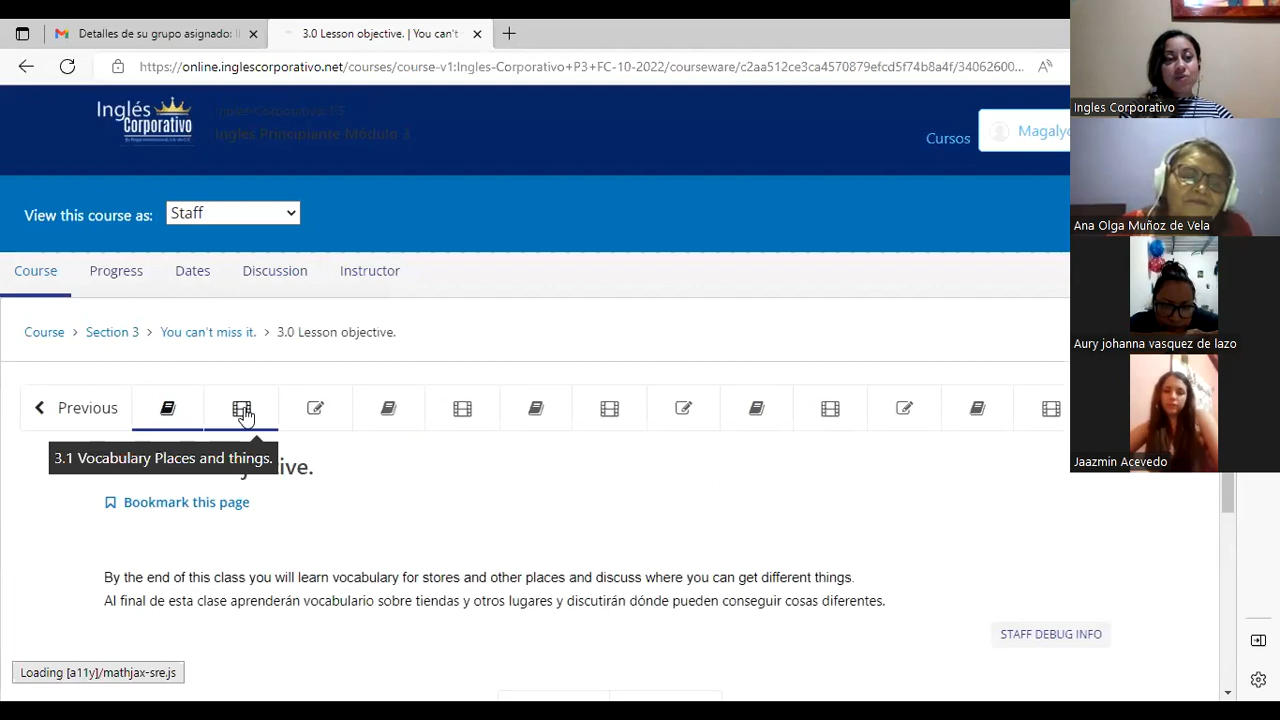 Detalles de su grupo asignado: I
3.0 Lesson objective. | You can't
https://online.inglescorporativo.net/courses/course-v1:Ingles-Corporativo+P3+FC-10-2022/courseware/c2aa512ce3ca4570879efcd5f74b8a4f/34062600...
Inglés
Corporativo
Ingles Principiante Módulo 3
Cursos
Magalyc
View this course as:
Staff
Course
Progress
Dates
Discussion
Instructor
Course > Section 3 > You can't miss it. > 3.0 Lesson objective.
Previous
3.1 Vocabulary Places and things.
ive.
Bookmark this page
By the end of this class you will learn vocabulary for stores and other places and discuss where you can get different things.
Al final de esta clase aprenderán vocabulario sobre tiendas y otros lugares y discutirán dónde pueden conseguir cosas diferentes.
STAFF DEBUG INFO
Loading [a11y]/mathjax-sre.js
Ingles Corporativo
Ana Olga Muñoz de Vela
Aury johanna vasquez de lazo
Jaazmin Acevedo